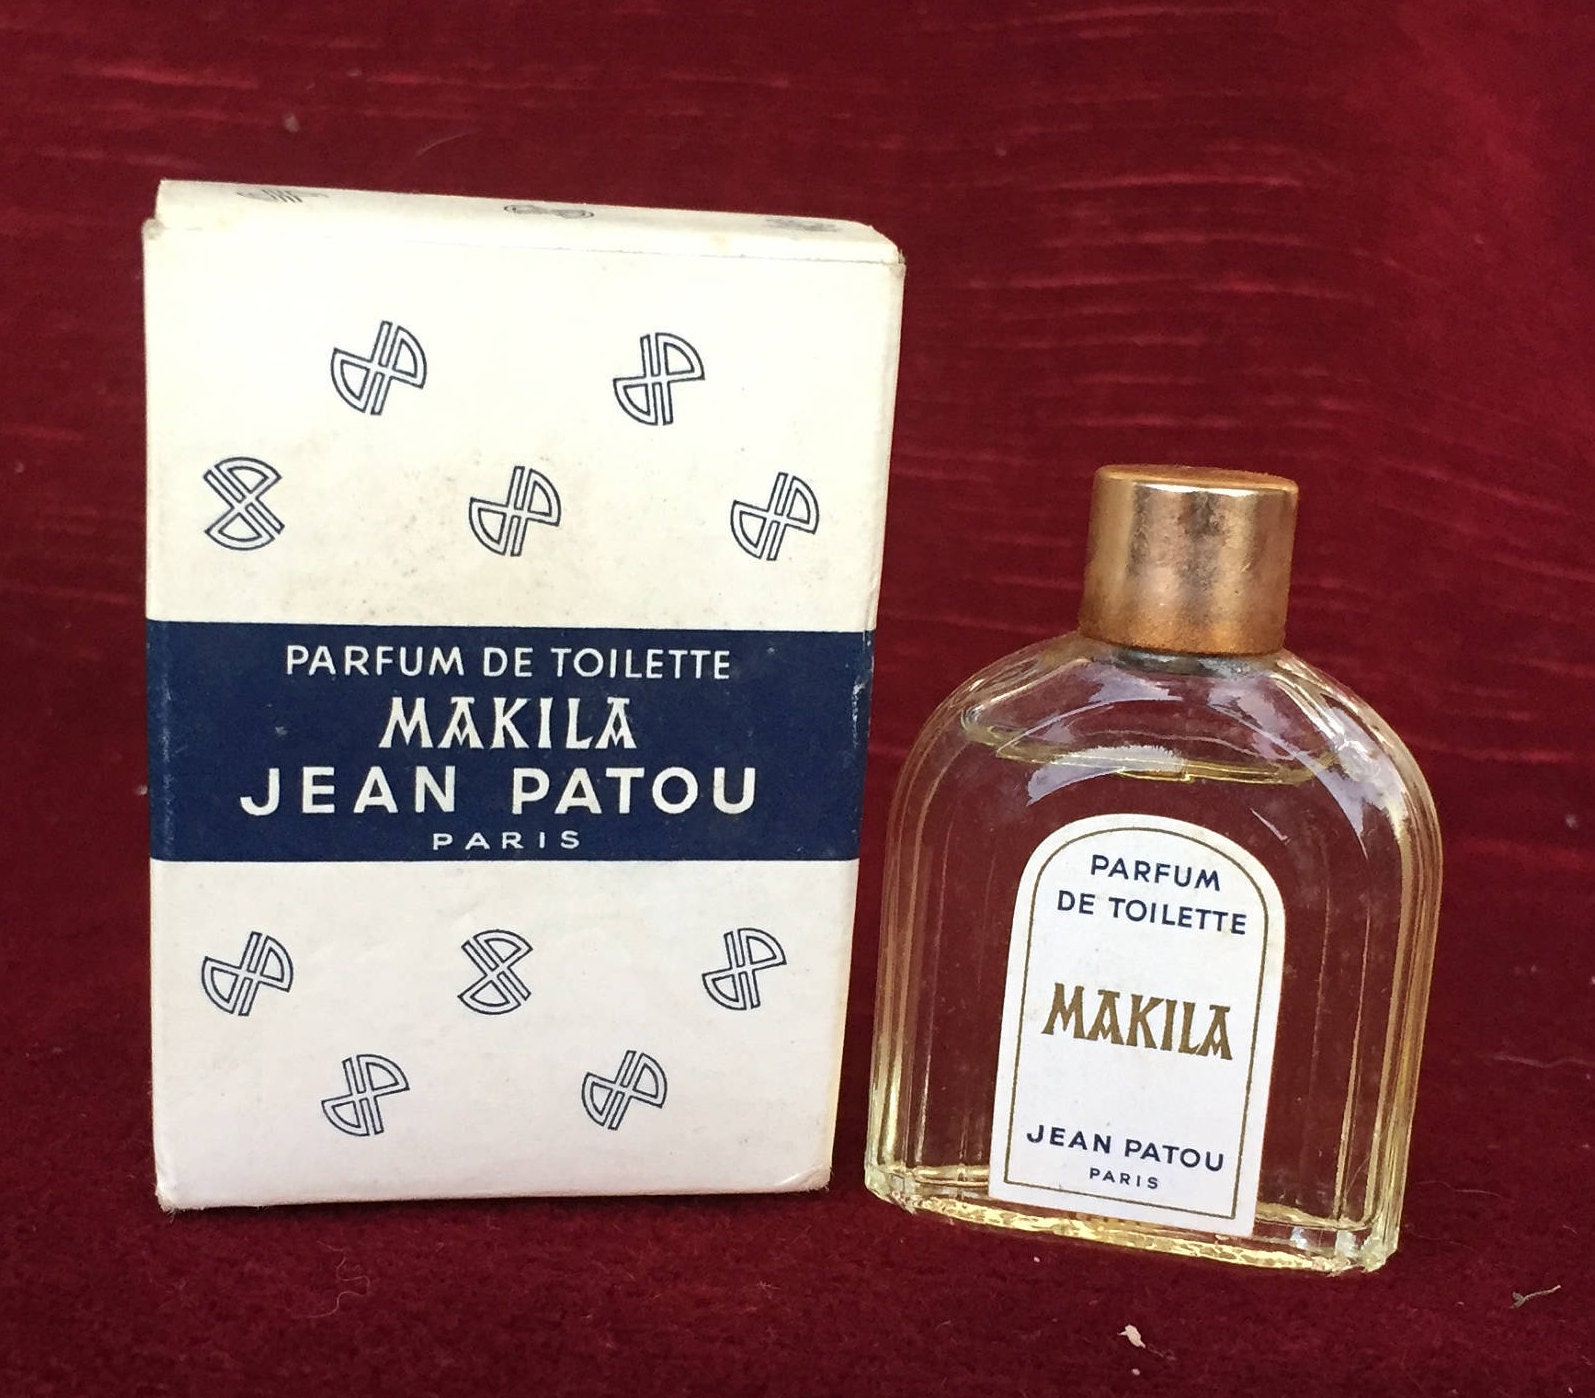 PARFUM DE TOILETTE
MAKILA
JEAN PATOU
PARIS
PARFUM
DE TOILETTE
MAKILA
JEAN PATOU
PARIS